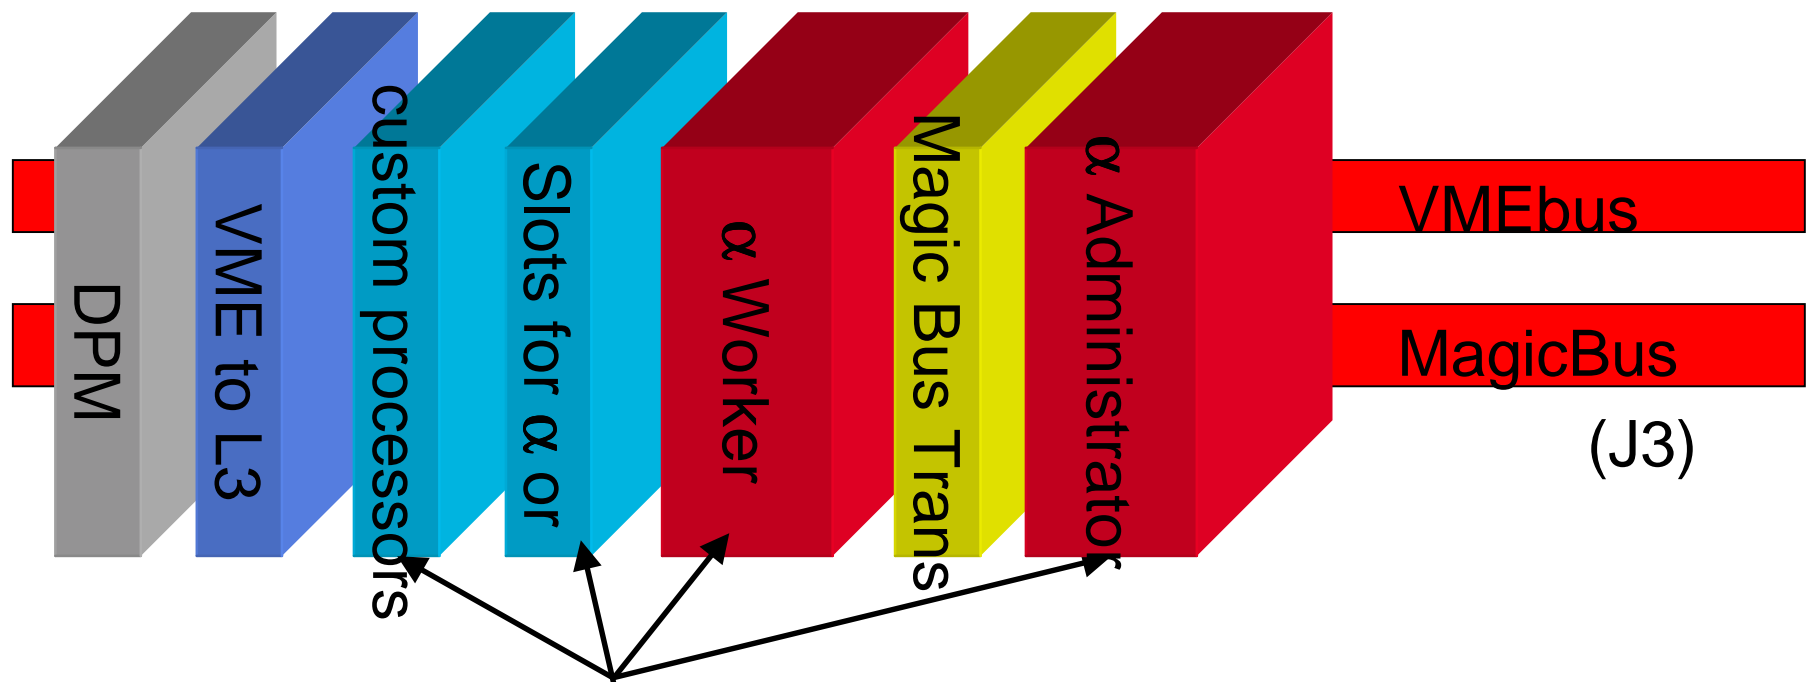 DPM
VME to L3
custom processors
Slots for α or
α Worker
Magic Bus Trans
α Administrator
VMEbus
MagicBus
(J3)